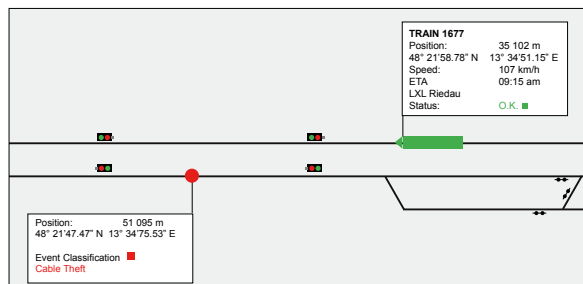 TRAIN 1677
Position: 35 102 m
48° 21'58.78" N 13° 34'51.15" E
Speed: 107 km/h
ETA 09:15 am
LXL Riedau
Status: O.K.
Position: 51 095 m
48° 21'47.47" N 13° 34'75.53" E
Event Classification
Cable Theft